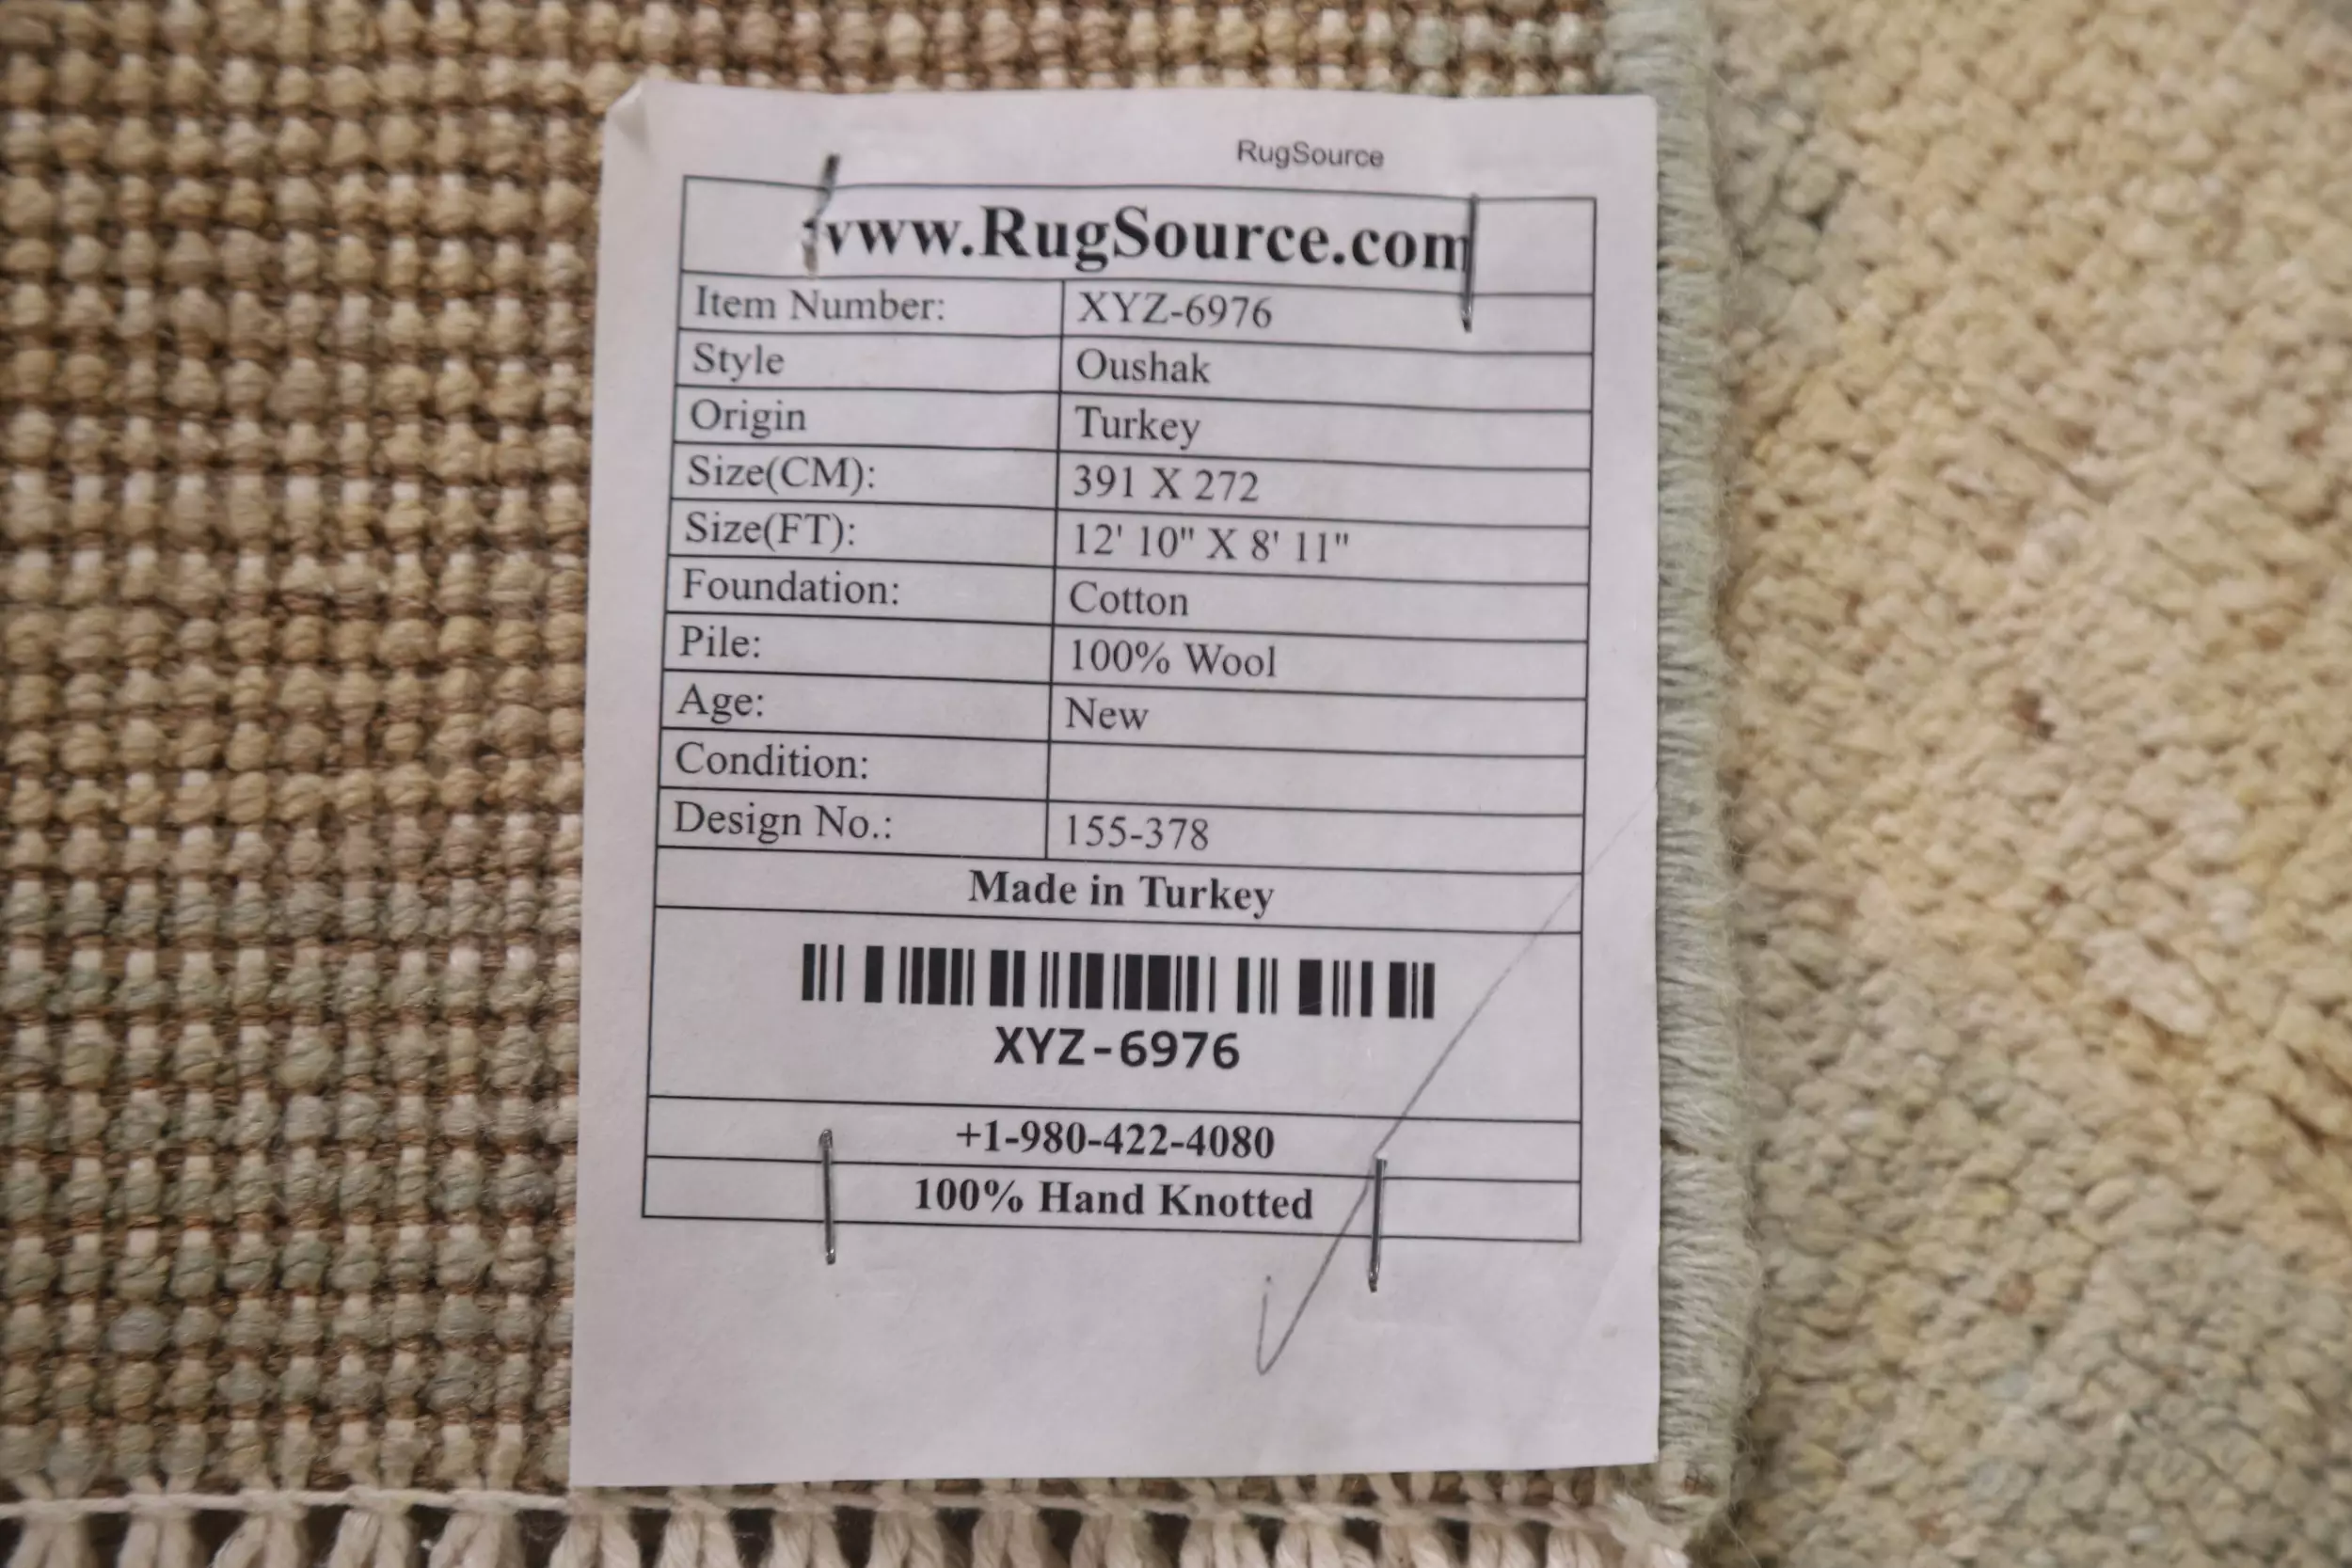 RugSource
www.RugSource.com
Item Number: XYZ-6976
Style Oushak
Origin Turkey
Size(CM): 391 X 272
Size(FT): 12' 10" X 8' 11"
Foundation: Cotton
Pile: 100% Wool
Age: New
Condition:
Design No.: 155-378
Made in Turkey
XYZ-6976
+1-980-422-4080
100% Hand Knotted